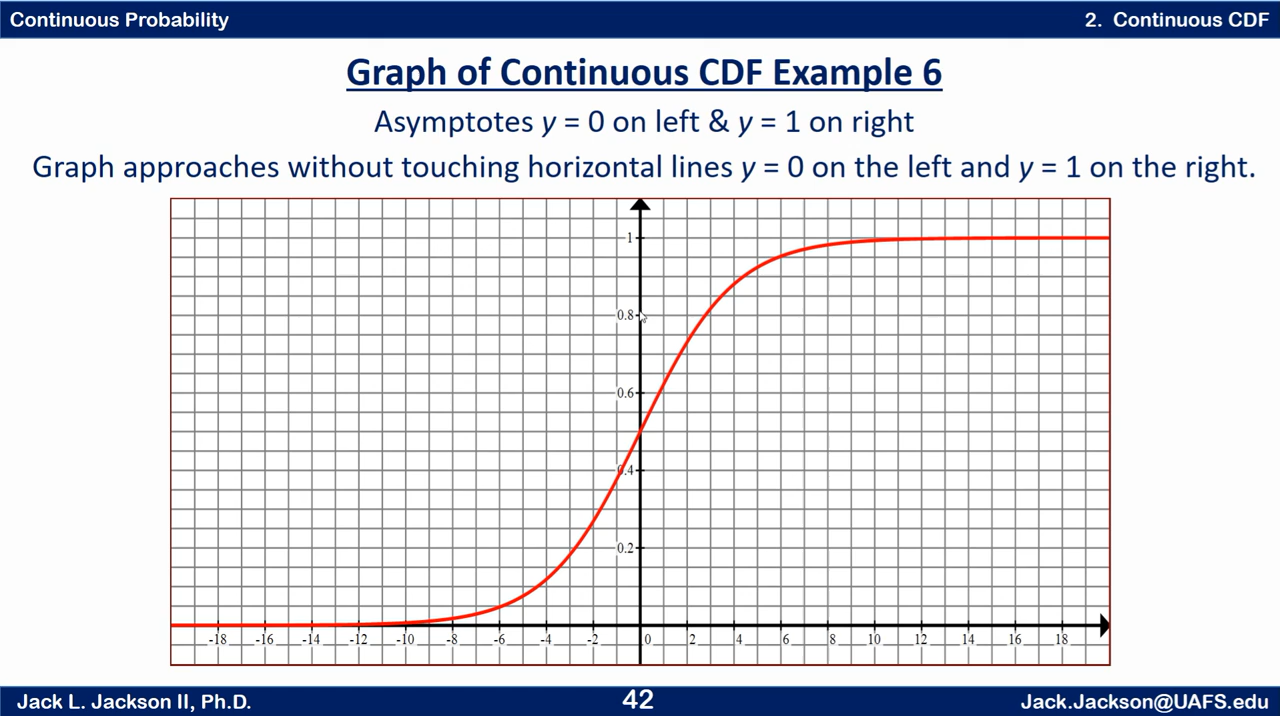 Continuous Probability
2. Continuous CDF
Graph of Continuous CDF Example 6
Asymptotes y = 0 on left & y = 1 on right
Graph approaches without touching horizontal lines y = 0 on the left and y = 1 on the right.
1
0.8
0.6
0.4
0.2
-18 -16 -14 -12 -10 -8 -6 -4 -2 0 2 4 6 8 10 12 14 16 18
Jack L. Jackson II, Ph.D.
42
Jack.Jackson@UAFS.edu